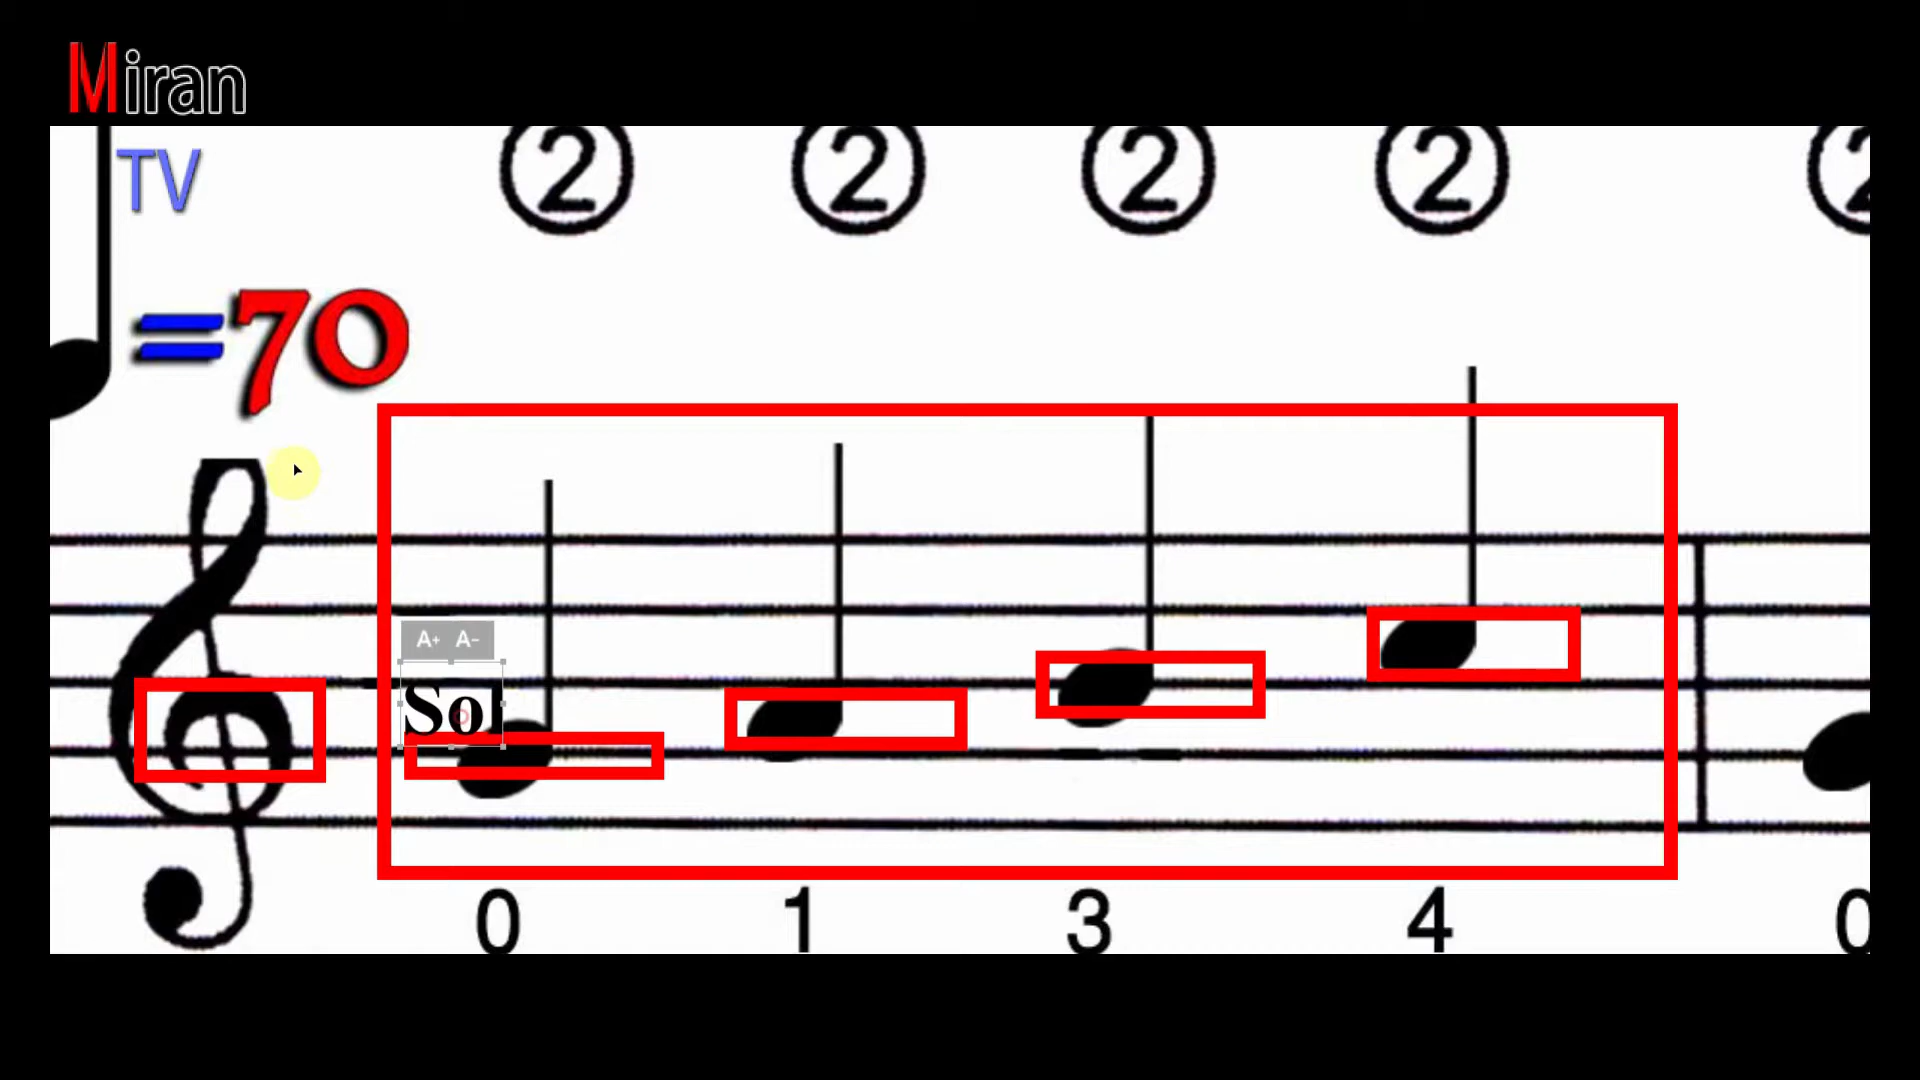 Miran
TV
② ② ② ②
=70
A+ A-
Sol
0 1 3 4 0